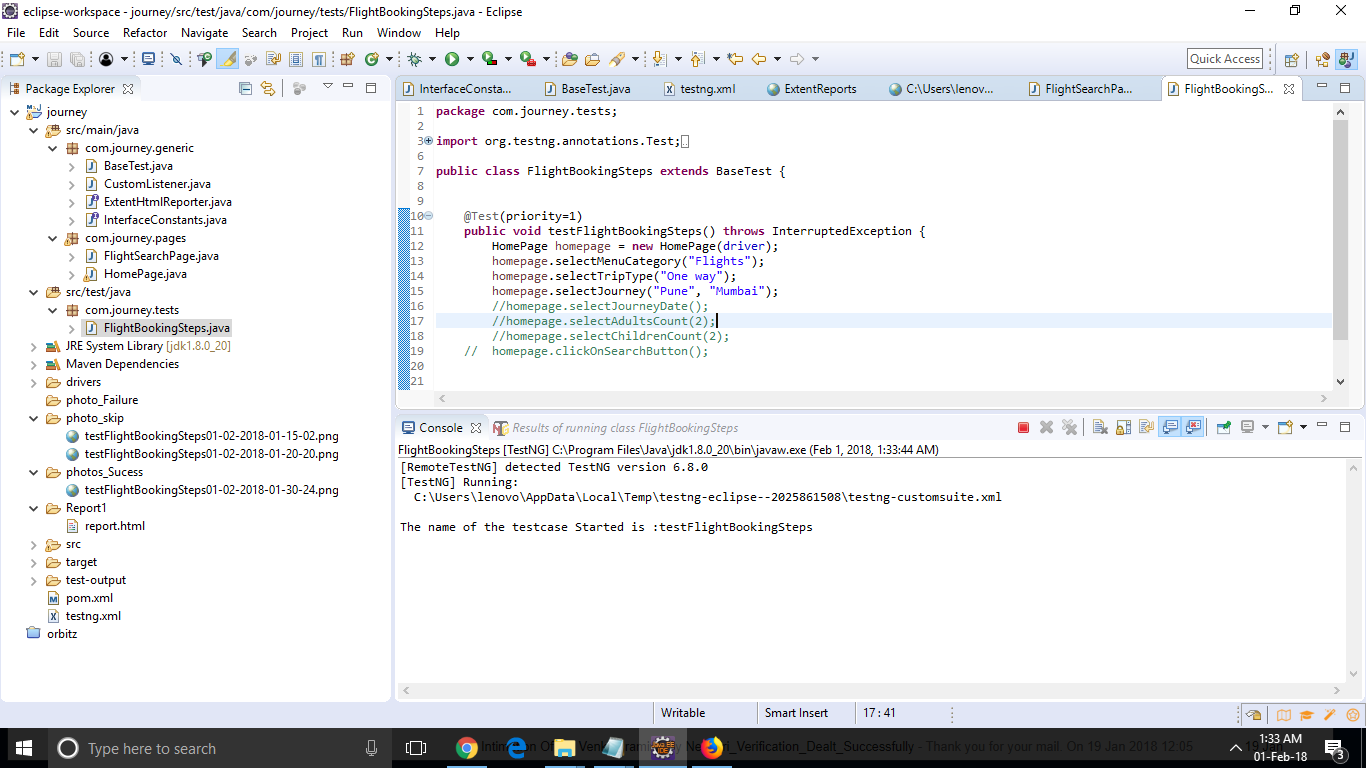 eclipse-workspace - journey/src/test/java/com/journey/tests/FlightBookingSteps.java - Eclipse
File Edit Source Refactor Navigate Search Project Run Window Help
Quick Access
Package Explorer
journey
src/main/java
com.journey.generic
BaseTest.java
CustomListener.java
ExtentHtmlReporter.java
InterfaceConstants.java
com.journey.pages
FlightSearchPage.java
HomePage.java
src/test/java
com.journey.tests
FlightBookingSteps.java
JRE System Library [jdk1.8.0_20]
Maven Dependencies
drivers
photo_Failure
photo_skip
testFlightBookingSteps01-02-2018-01-15-02.png
testFlightBookingSteps01-02-2018-01-20-20.png
photos_Sucess
testFlightBookingSteps01-02-2018-01-30-24.png
Report1
report.html
src
target
test-output
pom.xml
testng.xml
orbitz
InterfaceConsta... BaseTest.java testng.xml ExtentReports C:\Users\lenov... FlightSearchPa... FlightBookingS...
1 package com.journey.tests;
2
3 import org.testng.annotations.Test;
6
7 public class FlightBookingSteps extends BaseTest {
8
9
10 @Test(priority=1)
11 public void testFlightBookingSteps() throws InterruptedException {
12 HomePage homepage = new HomePage(driver);
13 homepage.selectMenuCategory("Flights");
14 homepage.selectTripType("One way");
15 homepage.selectJourney("Pune", "Mumbai");
16 //homepage.selectJourneyDate();
17 //homepage.selectAdultsCount(2);
18 //homepage.selectChildrenCount(2);
19 // homepage.clickOnSearchButton();
20
21
Console Results of running class FlightBookingSteps
FlightBookingSteps [TestNG] C:\Program Files\Java\jdk1.8.0_20\bin\javaw.exe (Feb 1, 2018, 1:33:44 AM)
[RemoteTestNG] detected TestNG version 6.8.0
[TestNG] Running:
C:\Users\lenovo\AppData\Local\Temp\testng-eclipse--2025861508\testng-customsuite.xml
The name of the testcase Started is :testFlightBookingSteps
Writable Smart Insert 17 : 41
Type here to search
_Verification_Dealt_Successfully - Thank you for your mail. On 19 Jan 2018 12:05
19 Jan
1:33 AM
01-Feb-18
3